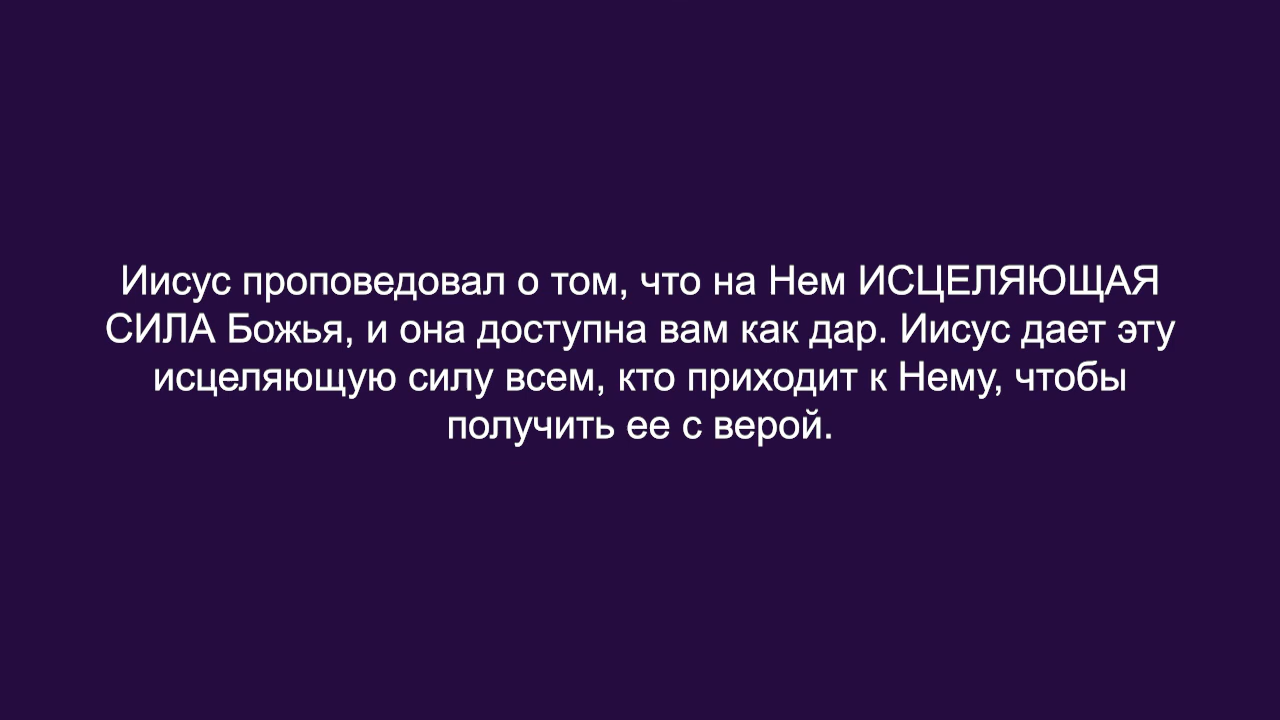 Иисус проповедовал о том, что на Нем ИСЦЕЛЯЮЩАЯ
СИЛА Божья, и она доступна вам как дар. Иисус дает эту
исцеляющую силу всем, кто приходит к Нему, чтобы
получить ее с верой.